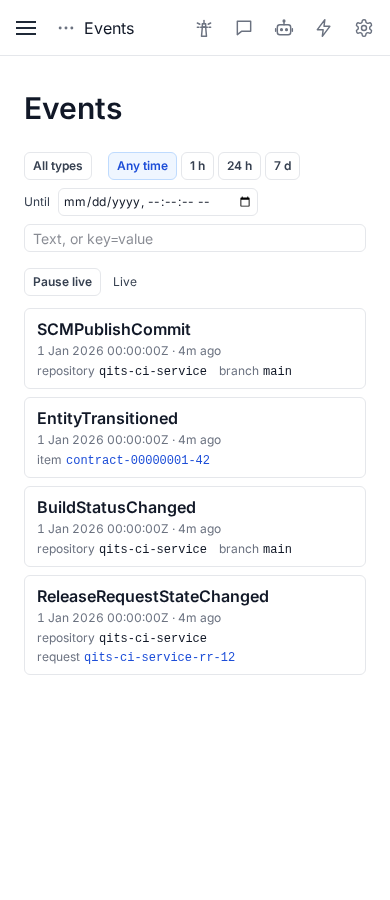 Events
Events
All types Any time 1 h 24 h 7 d
Until mm/dd/yyyy, --:--:-- --
Text, or key=value
Pause live Live
SCMPublishCommit
1 Jan 2026 00:00:00Z · 4m ago
repository qits-ci-service branch main
EntityTransitioned
1 Jan 2026 00:00:00Z · 4m ago
item contract-00000001-42
BuildStatusChanged
1 Jan 2026 00:00:00Z · 4m ago
repository qits-ci-service branch main
ReleaseRequestStateChanged
1 Jan 2026 00:00:00Z · 4m ago
repository qits-ci-service
request qits-ci-service-rr-12